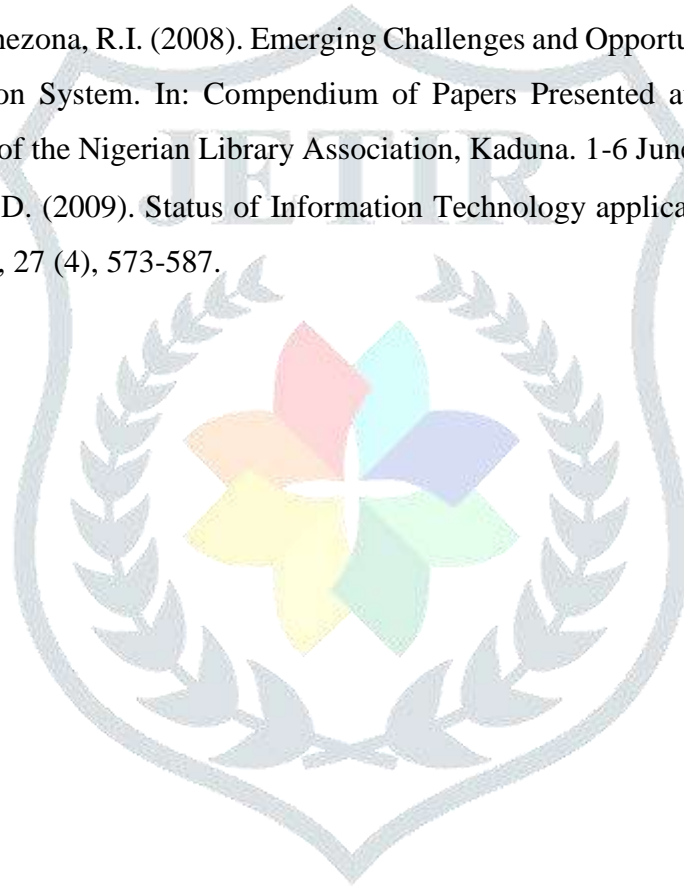 nezona, R.I. (2008). Emerging Challenges and Opportu
on System. In: Compendium of Papers Presented a
of the Nigerian Library Association, Kaduna. 1-6 June
D. (2009). Status of Information Technology applica
, 27 (4), 573-587.
JETIR